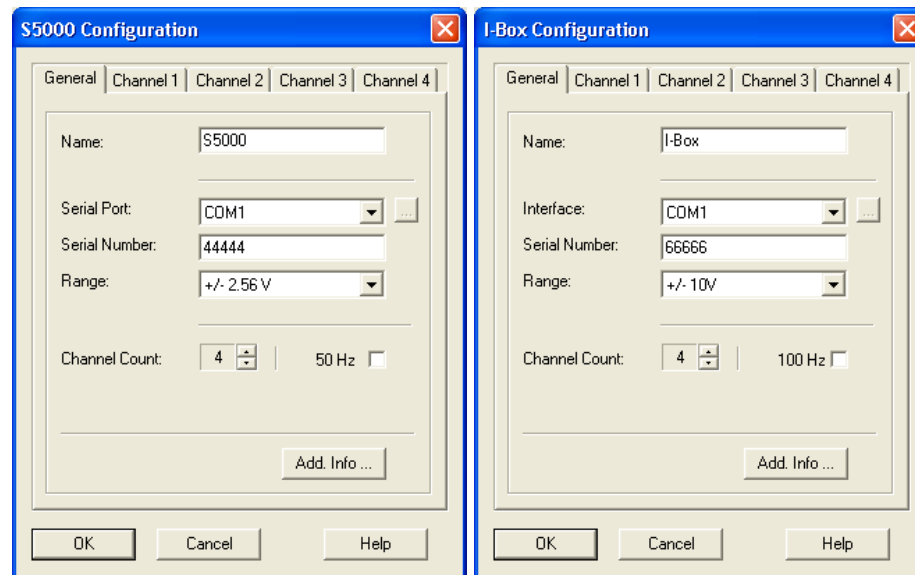 S5000 Configuration
General Channel 1 Channel 2 Channel 3 Channel 4
Name: S5000
Serial Port: COM1 ...
Serial Number: 44444
Range: +/- 2.56 V
Channel Count: 4 50 Hz
Add. Info ...
OK Cancel Help
I-Box Configuration
General Channel 1 Channel 2 Channel 3 Channel 4
Name: I-Box
Interface: COM1 ...
Serial Number: 66666
Range: +/- 10V
Channel Count: 4 100 Hz
Add. Info ...
OK Cancel Help